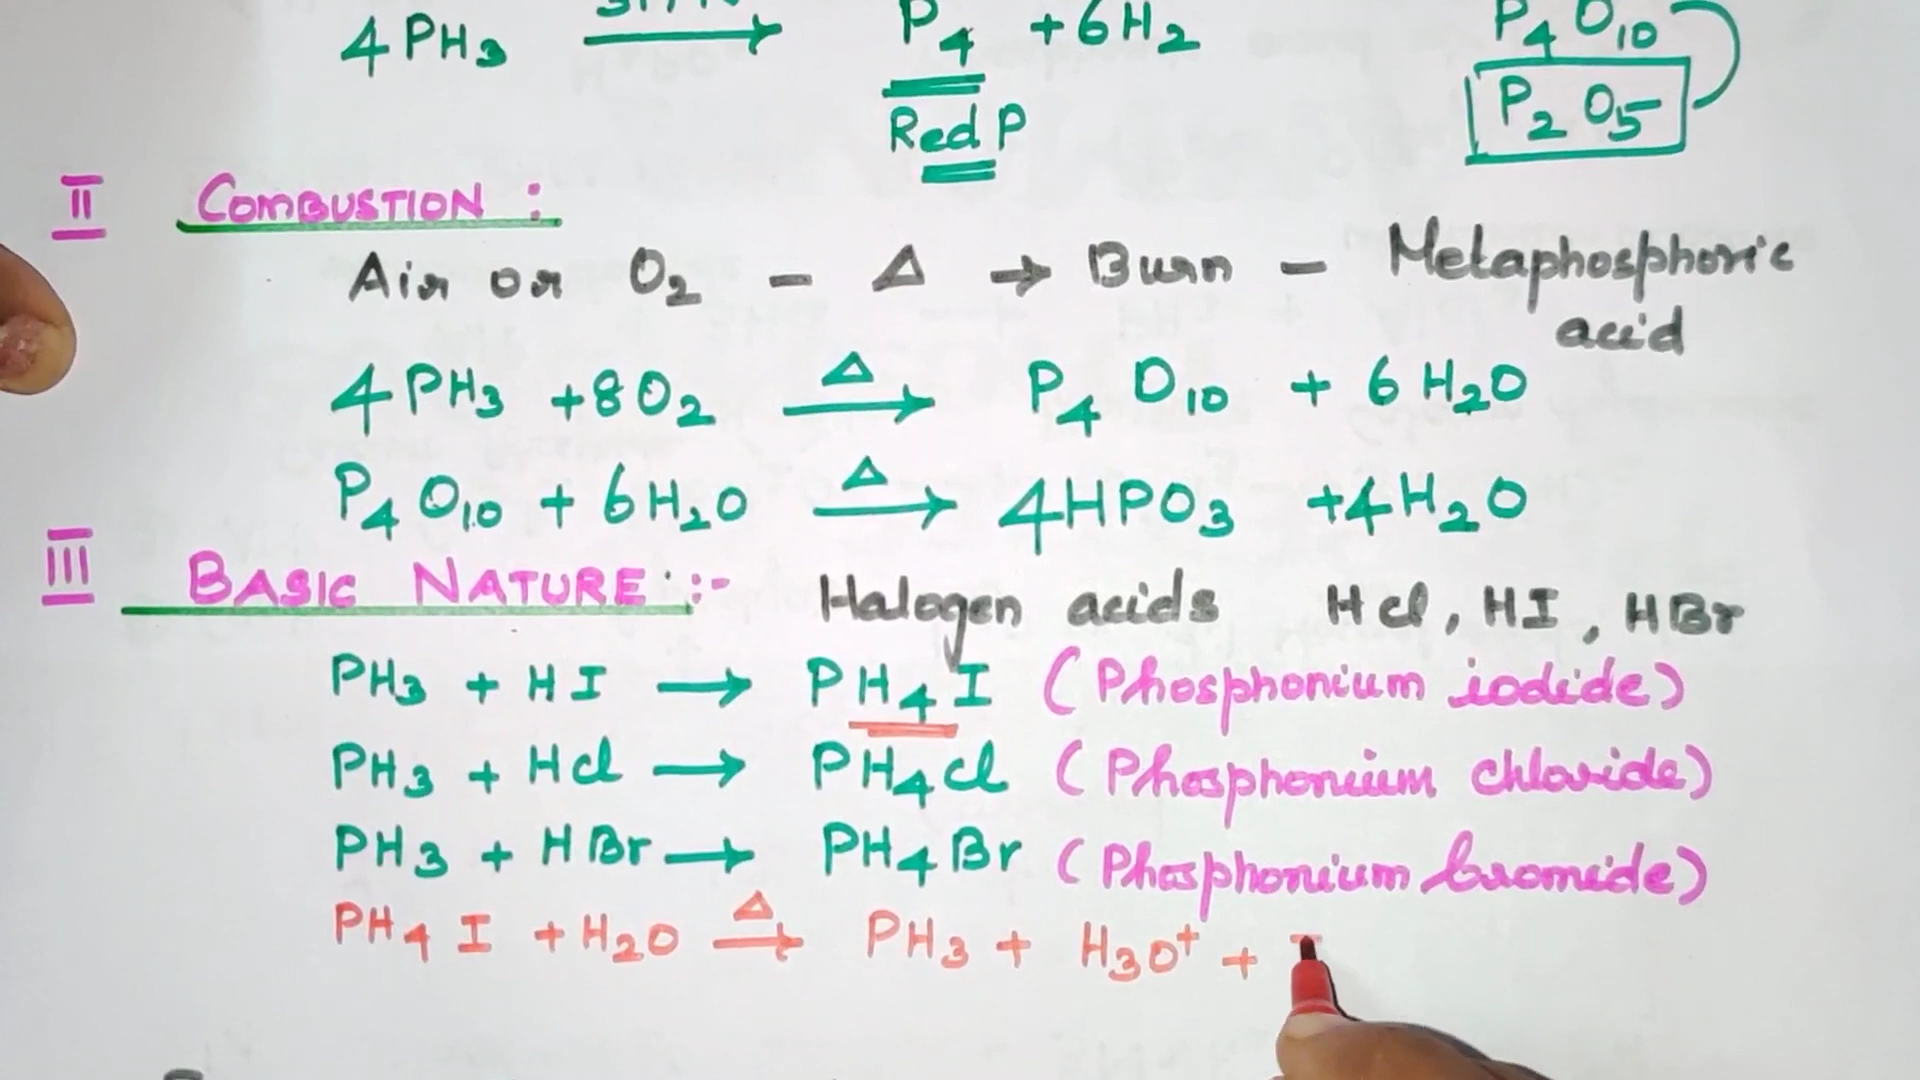 4PH₃ → P₄ + 6H₂
P₄O₁₀
P₂O₅
Red P
II COMBUSTION :
Air or O₂ - Δ → Burn - Metaphosphoric
acid
4PH₃ + 8O₂ Δ→ P₄O₁₀ + 6H₂O
P₄O₁₀ + 6H₂O Δ→ 4HPO₃ + 4H₂O
III BASIC NATURE :- Halogen acids HCl, HI, HBr
PH₃ + HI → PH₄I (Phosphonium iodide)
PH₃ + HCl → PH₄Cl (Phosphonium chloride)
PH₃ + HBr → PH₄Br (Phosphonium bromide)
PH₄I + H₂O Δ→ PH₃ + H₃O⁺ +